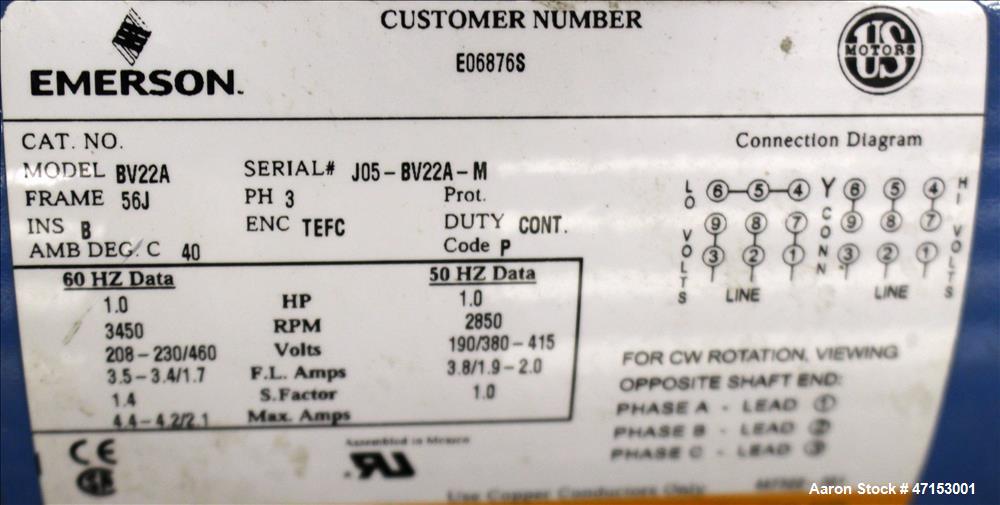 CUSTOMER NUMBER
EMERSON.
E06876S
US MOTORS
CAT. NO.
MODEL BV22A SERIAL# J05-BV22A-M
FRAME 56J PH 3 Prot.
INS B ENC TEFC DUTY CONT.
AMB DEG/C 40 Code P
60 HZ Data 50 HZ Data
1.0 HP 1.0
3450 RPM 2850
208-230/460 Volts 190/380-415
3.5-3.4/1.7 F.L. Amps 3.8/1.9-2.0
1.4 S.Factor 1.0
4.4-4.2/2.1 Max. Amps
Connection Diagram
LO VOLTS Y CONN HI VOLTS
6 5 4 6 5 4
9 8 7 9 8 7
3 2 1 3 2 1
LINE LINE
FOR CW ROTATION, VIEWING
OPPOSITE SHAFT END:
PHASE A - LEAD 1
PHASE B - LEAD 2
PHASE C - LEAD 3
CE
Assembled in Mexico
Use Copper Conductors Only
Aaron Stock # 47153001